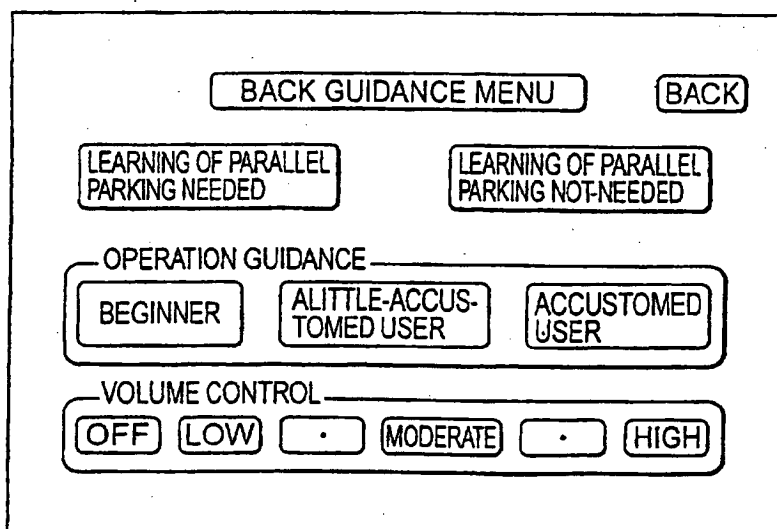 BACK GUIDANCE MENU
BACK
LEARNING OF PARALLEL
PARKING NEEDED
LEARNING OF PARALLEL
PARKING NOT-NEEDED
OPERATION GUIDANCE
BEGINNER
ALITTLE-ACCUS-
TOMED USER
ACCUSTOMED
USER
VOLUME CONTROL
OFF
LOW
·
MODERATE
·
HIGH